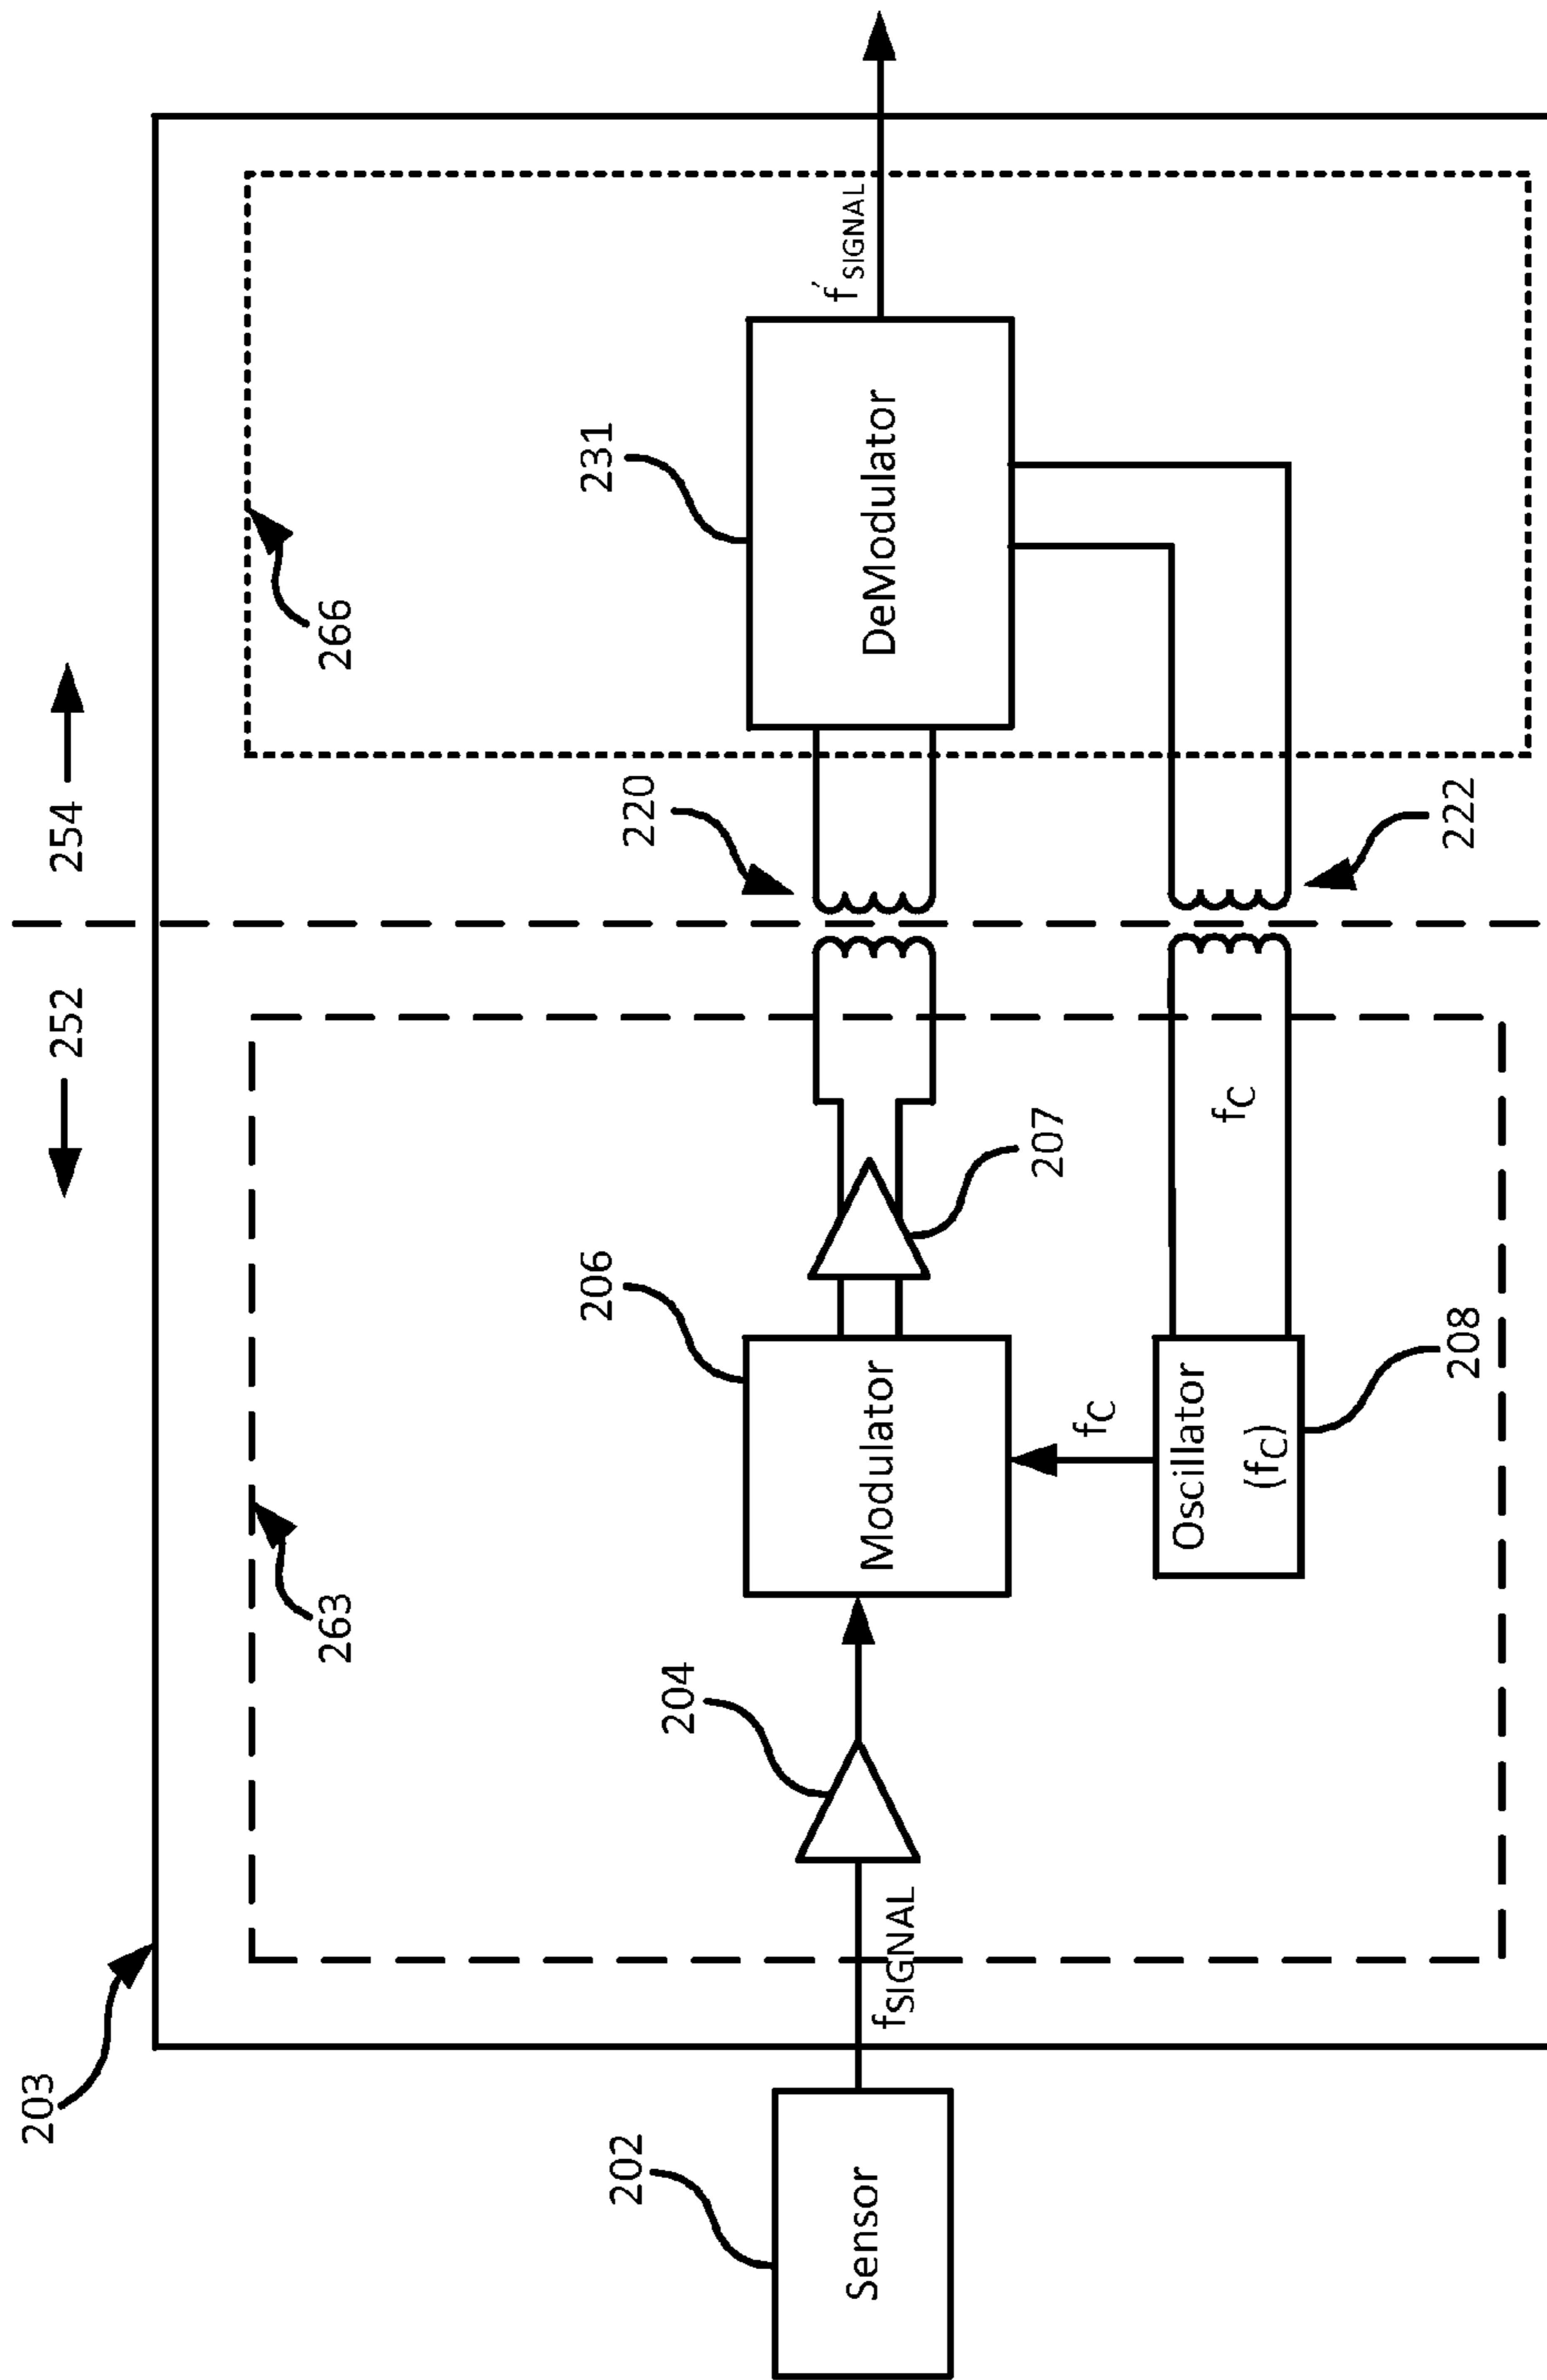 252
254
203
263
266
202
Sensor
fSIGNAL
204
206
Modulator
207
220
231
DeModulator
f´SIGNAL
fC
Oscillator
(fC)
208
fC
222